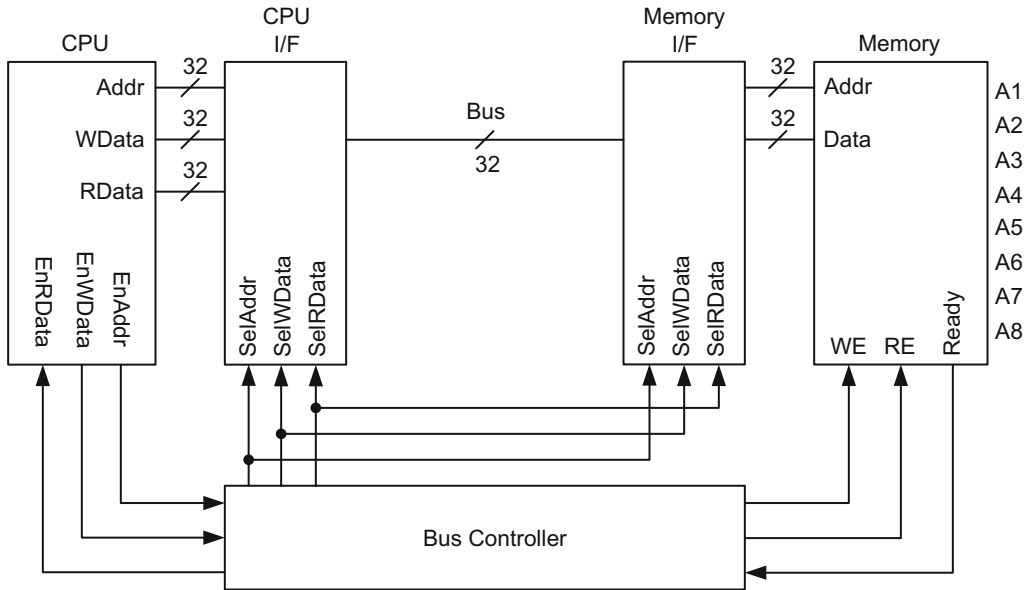 CPU
CPU
I/F
Memory
I/F
Memory
Addr
32
WData
32
RData
32
EnRData
EnWData
EnAddr
SelAddr
SelWData
SelRData
Bus
32
SelAddr
SelWData
SelRData
32
Addr
32
Data
WE
RE
Ready
A1
A2
A3
A4
A5
A6
A7
A8
Bus Controller